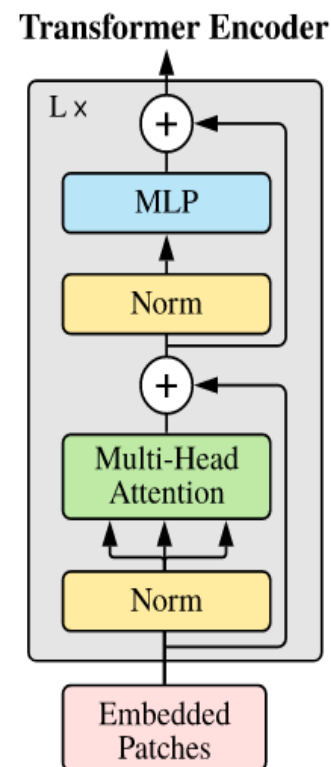 Transformer Encoder
L ×
+
MLP
Norm
+
Multi-Head
Attention
Norm
Embedded
Patches